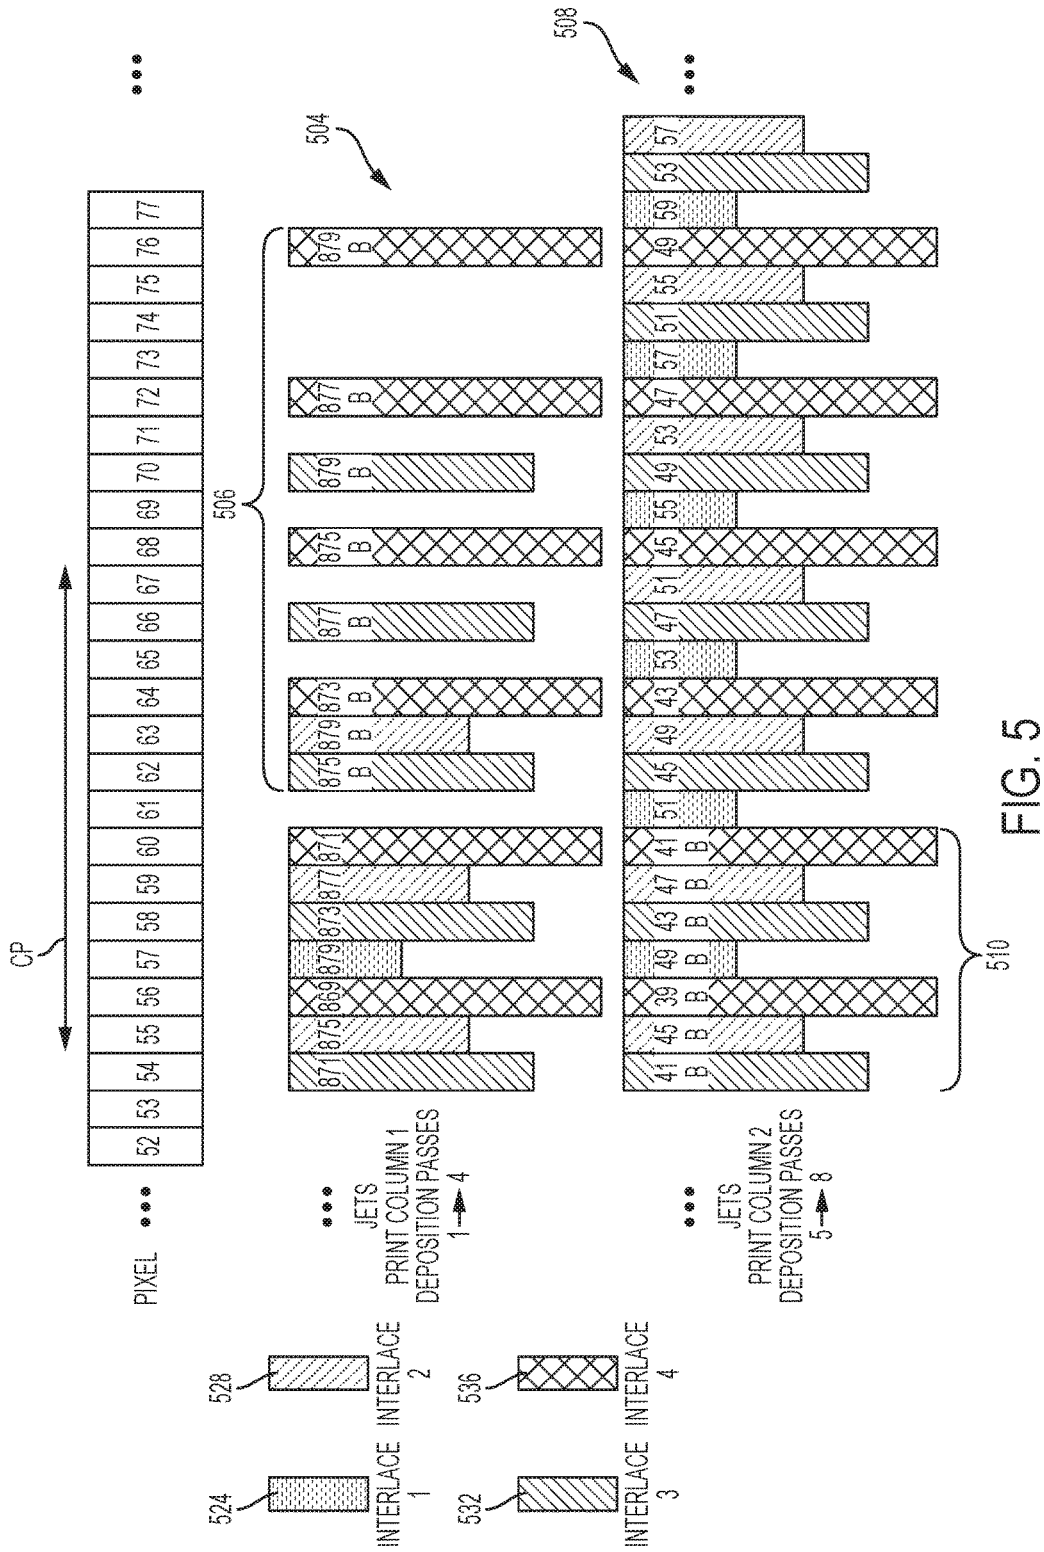 CP
PIXEL ••• 52 53 54 55 56 57 58 59 60 61 62 63 64 65 66 67 68 69 70 71 72 73 74 75 76 77 •••
506
504
••• 871 875 869 879 873 877 871 875 879 873 877 875 879 877 879
B B B B B B B B
JETS
PRINT COLUMN 1
DEPOSITION PASSES
1→4
508
••• 41 45 39 49 43 47 41 51 45 49 43 53 47 51 45 55 49 53 47 57 51 55 49 59 53 57 •••
B B B B B B B
JETS
PRINT COLUMN 2
DEPOSITION PASSES
5→8
510
524
INTERLACE
1
528
INTERLACE
2
532
INTERLACE
3
536
INTERLACE
4
FIG. 5